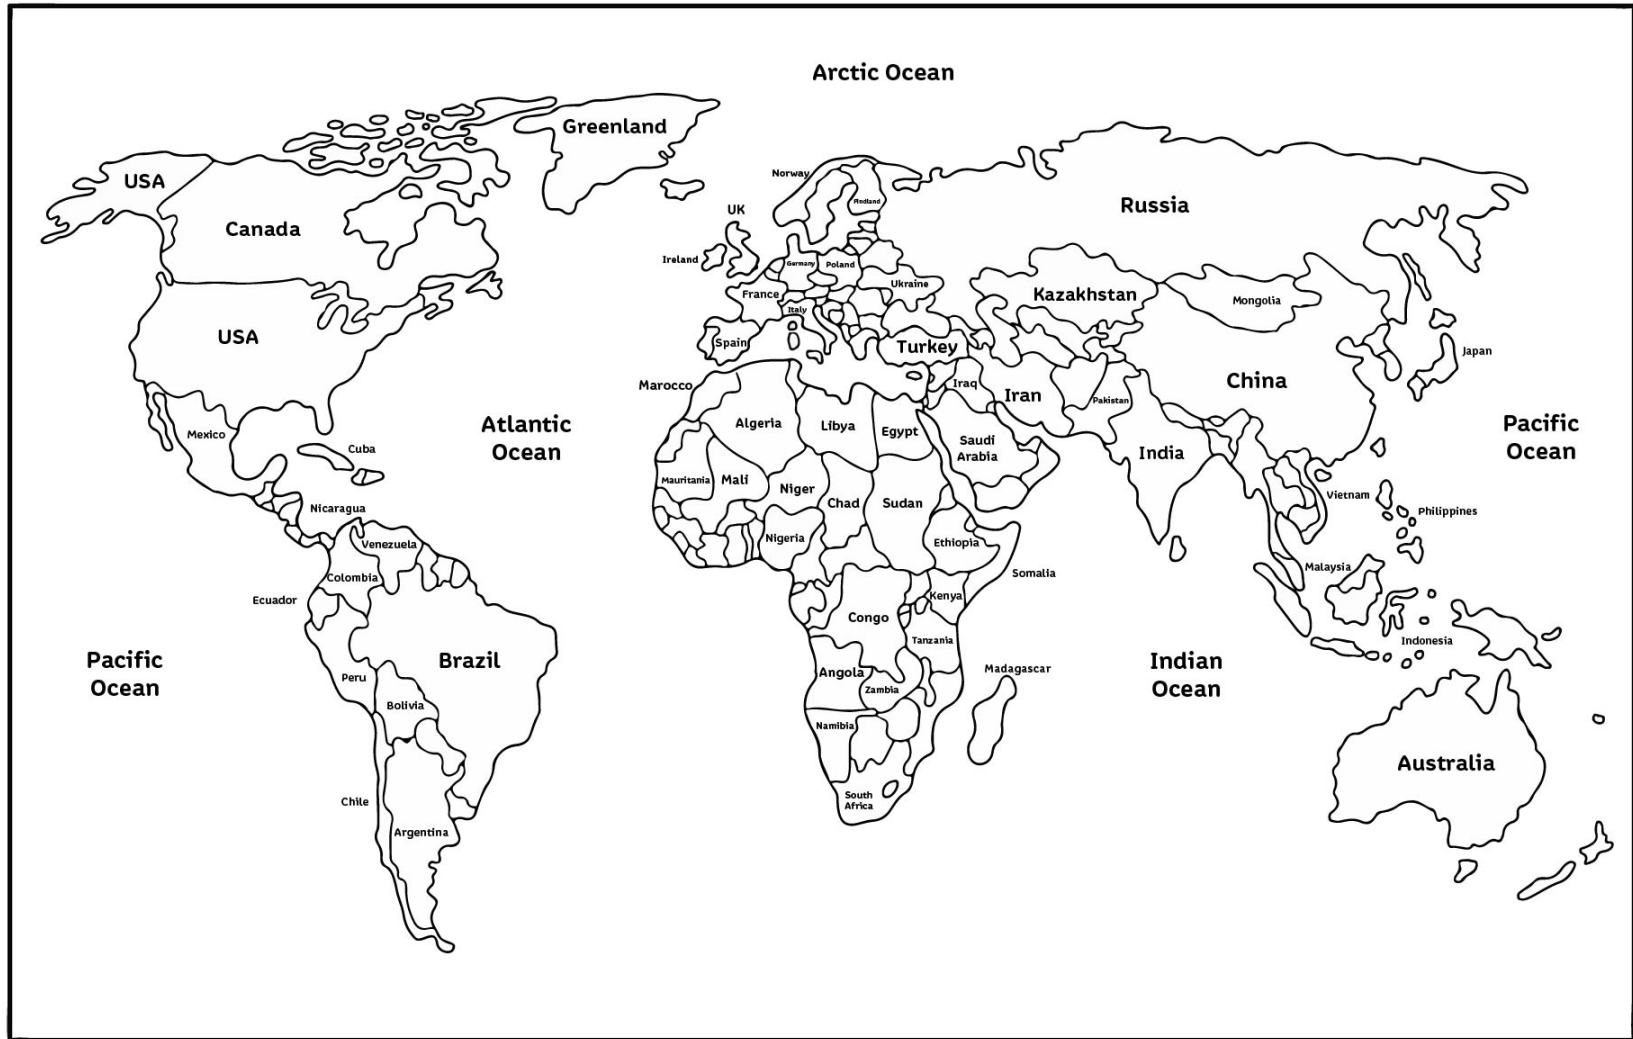 Arctic Ocean
Greenland
Norway
USA
Findland
Russia
UK
Canada
Ireland
Germany
Poland
Ukraine
France
Kazakhstan
Mongolia
Italy
USA
Spain
Turkey
Japan
China
Marocco
Iraq
Iran
Pakistan
Atlantic
Ocean
Pacific
Ocean
Mexico
Algeria
Libya
Egypt
Saudi
Arabia
India
Cuba
Mauritania
Mali
Niger
Chad
Sudan
Vietnam
Nicaragua
Philippines
Venezuela
Nigeria
Ethiopia
Colombia
Somalia
Malaysia
Ecuador
Kenya
Congo
Tanzania
Indonesia
Pacific
Ocean
Brazil
Indian
Ocean
Peru
Angola
Madagascar
Zambia
Bolivia
Namibia
Australia
Chile
South
Africa
Argentina